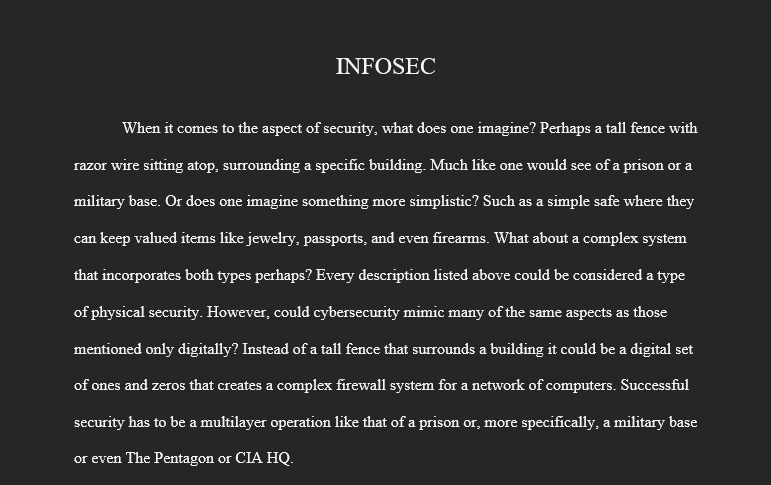 INFOSEC
When it comes to the aspect of security, what does one imagine? Perhaps a tall fence with
razor wire sitting atop, surrounding a specific building. Much like one would see of a prison or a
military base. Or does one imagine something more simplistic? Such as a simple safe where they
can keep valued items like jewelry, passports, and even firearms. What about a complex system
that incorporates both types perhaps? Every description listed above could be considered a type
of physical security. However, could cybersecurity mimic many of the same aspects as those
mentioned only digitally? Instead of a tall fence that surrounds a building it could be a digital set
of ones and zeros that creates a complex firewall system for a network of computers. Successful
security has to be a multilayer operation like that of a prison or, more specifically, a military base
or even The Pentagon or CIA HQ.